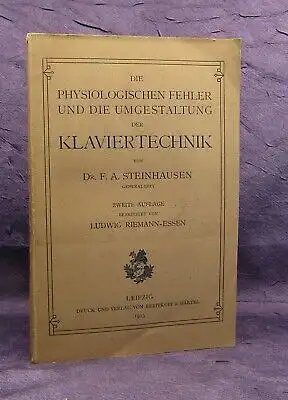 DIE
PHYSIOLOGISCHEN FEHLER
UND DIE UMGESTALTUNG
DER
KLAVIERTECHNIK
VON
DR. F. A. STEINHAUSEN
GENERALARZT
ZWEITE AUFLAGE
BEARBEITET VON
LUDWIG RIEMANN-ESSEN
LEIPZIG
DRUCK UND VERLAG VON BREITKOPF & HÄRTEL